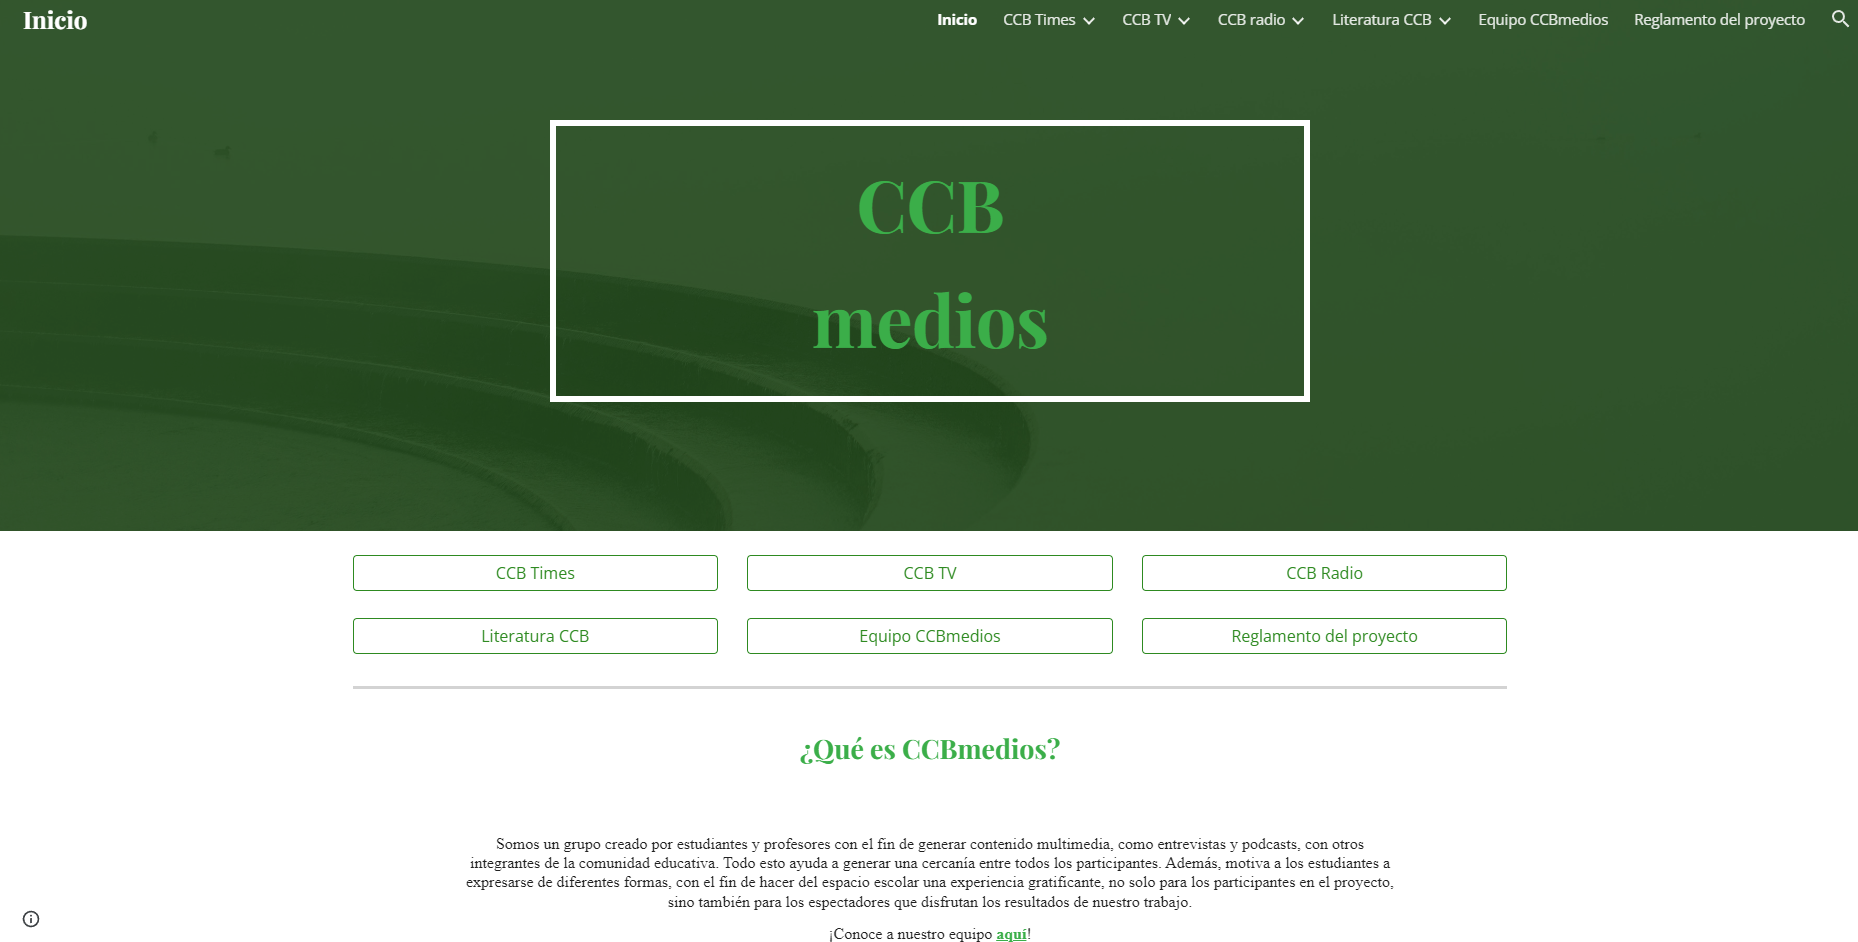 Inicio
Inicio CCB Times CCB TV CCB radio Literatura CCB Equipo CCBmedios Reglamento del proyecto
CCB
medios
CCB Times CCB TV CCB Radio
Literatura CCB Equipo CCBmedios Reglamento del proyecto
¿Qué es CCBmedios?
Somos un grupo creado por estudiantes y profesores con el fín de generar contenido multimedia, como entrevistas y podcasts, con otros
integrantes de la comunidad educativa. Todo esto ayuda a generar una cercanía entre todos los participantes. Además, motiva a los estudiantes a
expresarse de diferentes formas, con el fín de hacer del espacio escolar una experiencia gratificante, no solo para los participantes en el proyecto,
sino también para los espectadores que disfrutan los resultados de nuestro trabajo.
¡Conoce a nuestro equipo aquí!